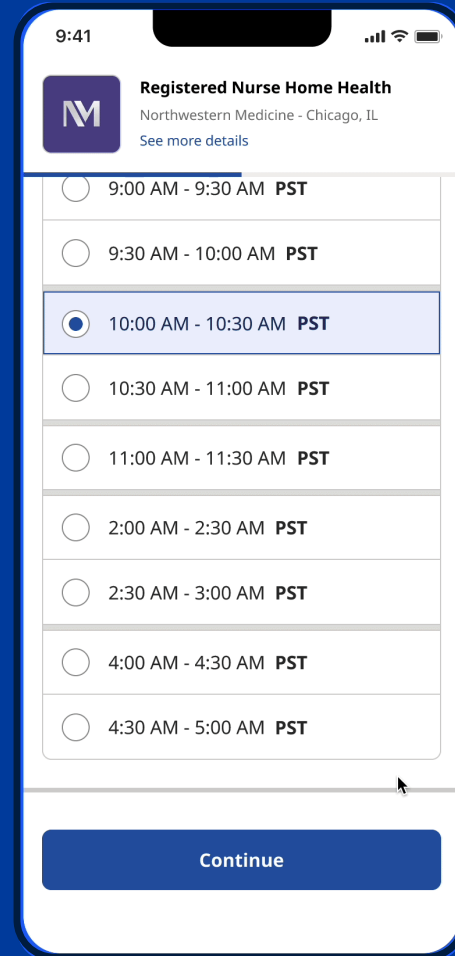 9:41
NM
Registered Nurse Home Health
Northwestern Medicine - Chicago, IL
See more details
9:00 AM - 9:30 AM PST
9:30 AM - 10:00 AM PST
10:00 AM - 10:30 AM PST
10:30 AM - 11:00 AM PST
11:00 AM - 11:30 AM PST
2:00 AM - 2:30 AM PST
2:30 AM - 3:00 AM PST
4:00 AM - 4:30 AM PST
4:30 AM - 5:00 AM PST
Continue